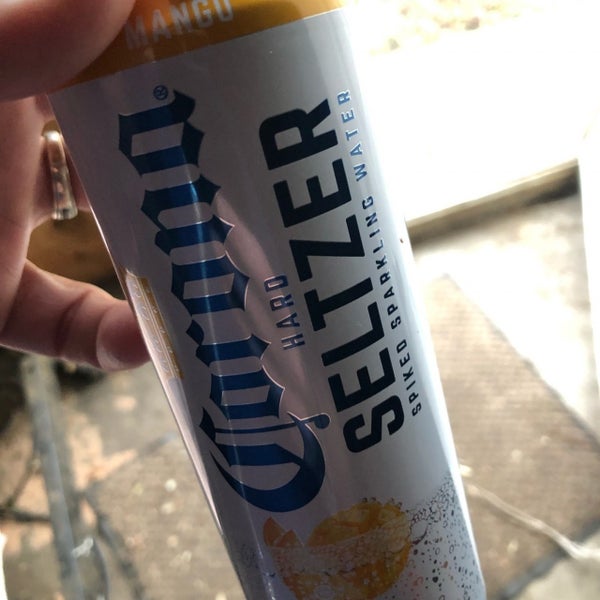 MANGO
Corona®
HARD
SELTZER
SPIKED SPARKLING WATER